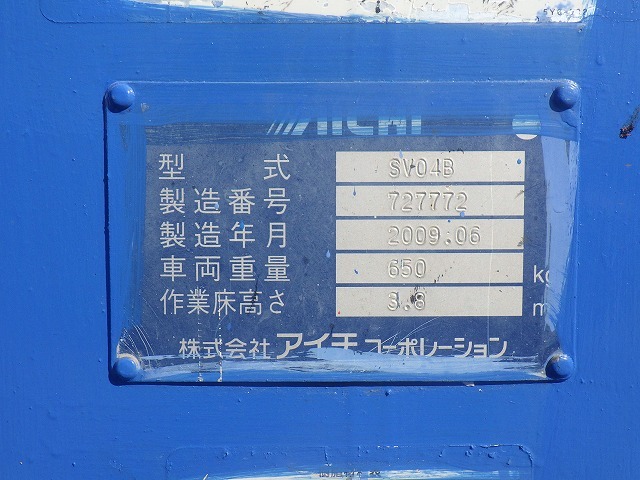 AICHI
型式 SV04B
製造番号 727772
製造年月 2009.06
車両重量 650 kg
作業床高さ 3.8 m
株式会社アイチコーポレーション